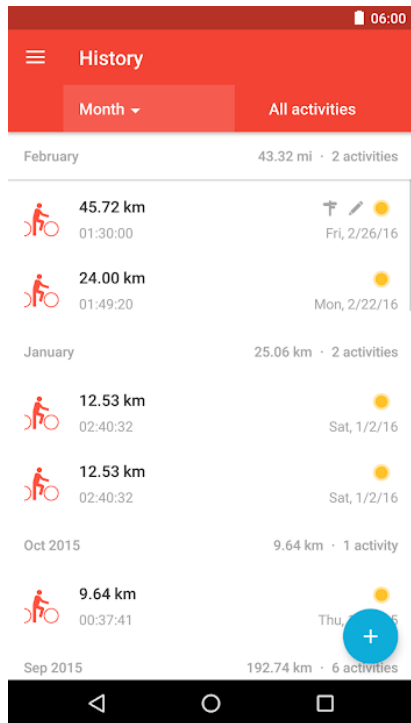 06:00
History
Month
All activities
February 43.32 mi · 2 activities
45.72 km
01:30:00 Fri, 2/26/16
24.00 km
01:49:20 Mon, 2/22/16
January 25.06 km · 2 activities
12.53 km
02:40:32 Sat, 1/2/16
12.53 km
02:40:32 Sat, 1/2/16
Oct 2015 9.64 km · 1 activity
9.64 km
00:37:41 Thu,
+
Sep 2015 192.74 km · 6 activities